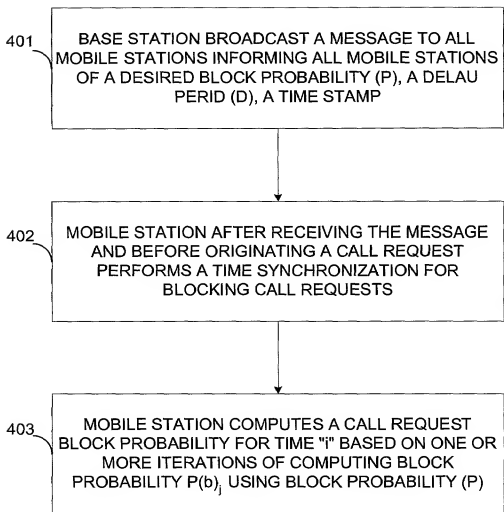 401
BASE STATION BROADCAST A MESSAGE TO ALL
MOBILE STATIONS INFORMING ALL MOBILE STATIONS
OF A DESIRED BLOCK PROBABILITY (P), A DELAU
PERID (D), A TIME STAMP
402
MOBILE STATION AFTER RECEIVING THE MESSAGE
AND BEFORE ORIGINATING A CALL REQUEST
PERFORMS A TIME SYNCHRONIZATION FOR
BLOCKING CALL REQUESTS
403
MOBILE STATION COMPUTES A CALL REQUEST
BLOCK PROBABILITY FOR TIME "i" BASED ON ONE OR
MORE ITERATIONS OF COMPUTING BLOCK
PROBABILITY P(b)j USING BLOCK PROBABILITY (P)